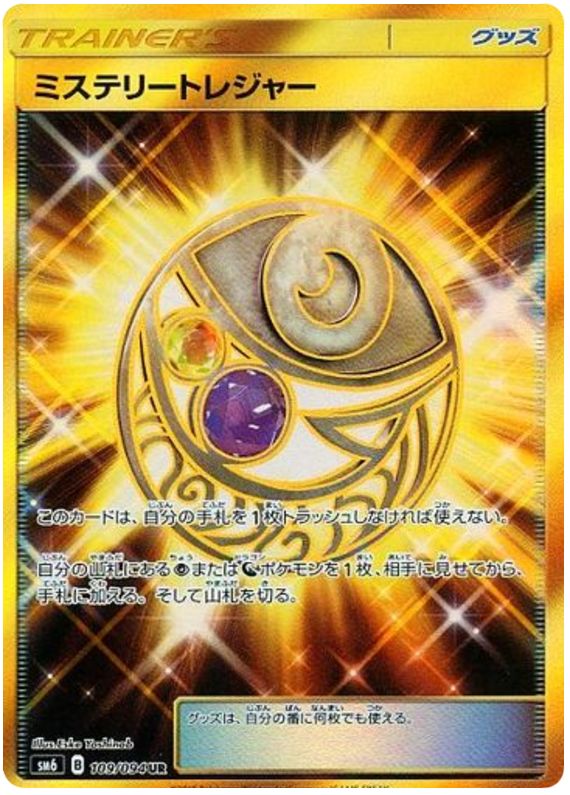 TRAINER'S
グッズ
ミステリートレジャー
このカードは、自分の手札を1枚トラッシュしなければ使えない。
自分の山札にあるまたはポケモンを1枚、相手に見せてから、
手札に加える。そして山札を切る。
グッズは、自分の番に何枚でも使える。
Illus.Eske Yoshinob
SM6 B 109/094 UR